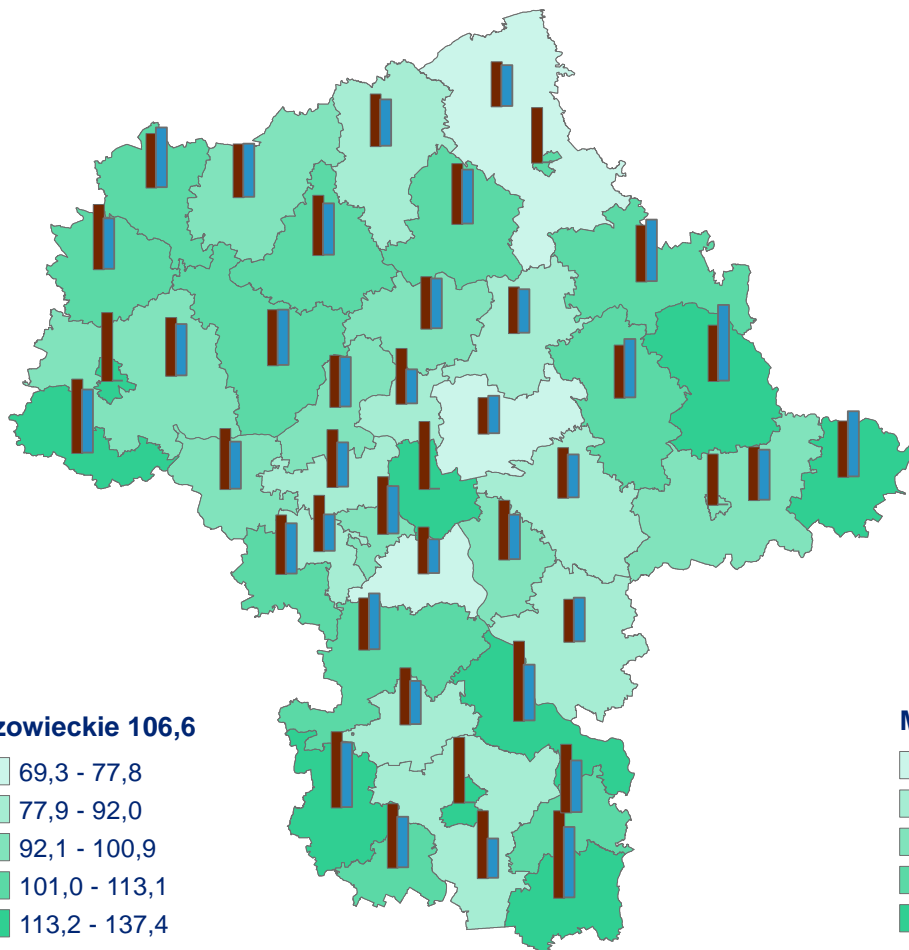 zowieckie 106,6
69,3 - 77,8
77,9 - 92,0
92,1 - 100,9
101,0 - 113,1
113,2 - 137,4
M